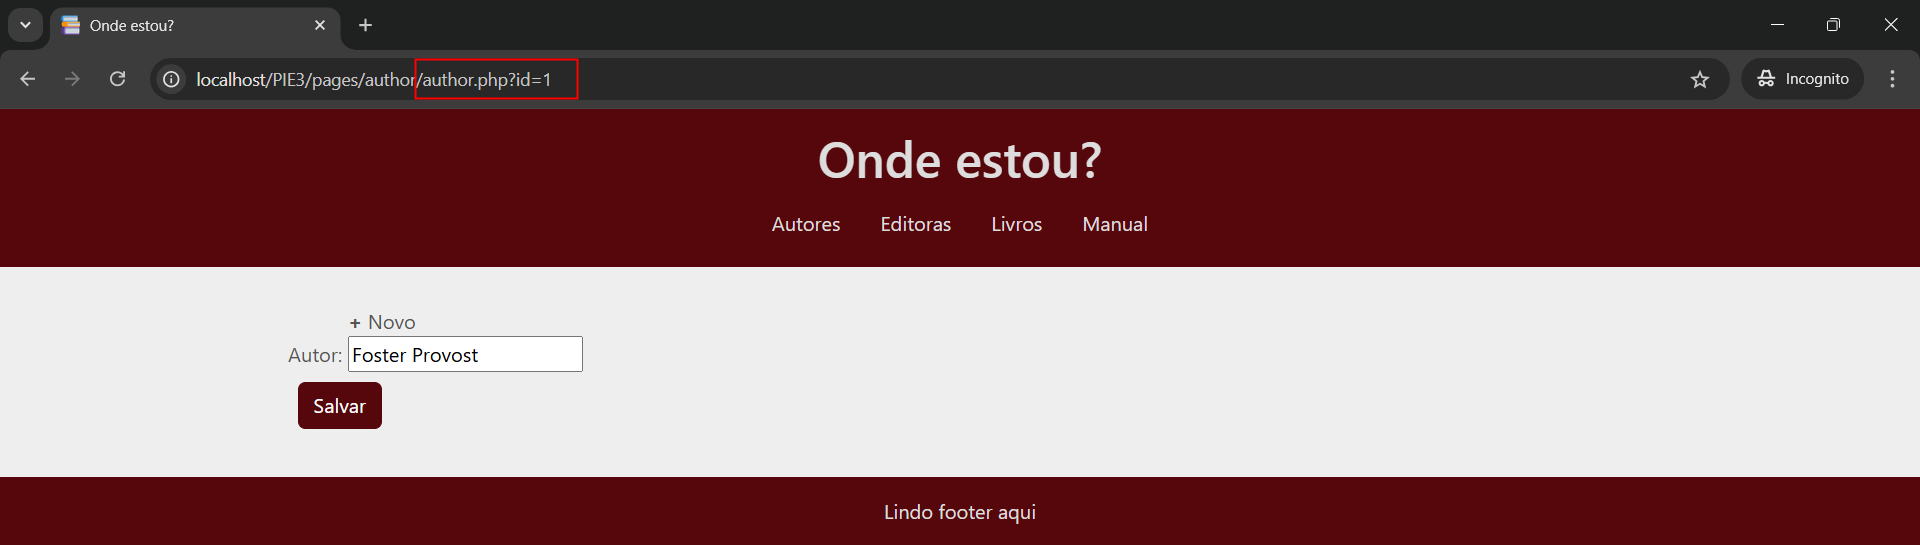 Onde estou?
localhost/PIE3/pages/author/author.php?id=1
Incognito
Onde estou?
Autores Editoras Livros Manual
+ Novo
Autor: Foster Provost
Salvar
Lindo footer aqui